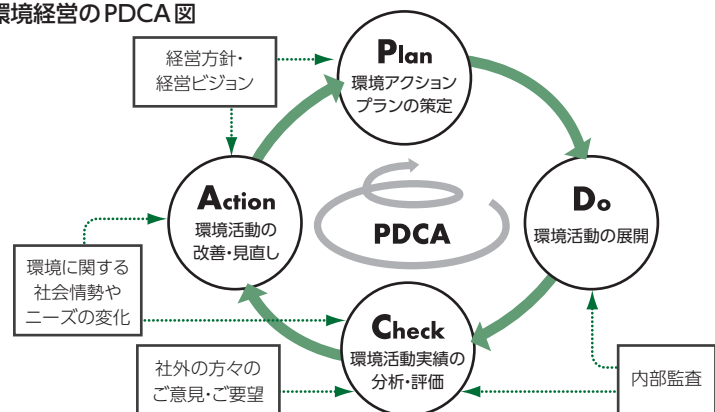 環境経営のPDCA図
経営方針・
経営ビジョン
Plan
環境アクション
プランの策定
Action
環境活動の
改善・見直し
PDCA
Do
環境活動の展開
環境に関する
社会情勢や
ニーズの変化
Check
環境活動実績の
分析・評価
社外の方々の
ご意見・ご要望
内部監査